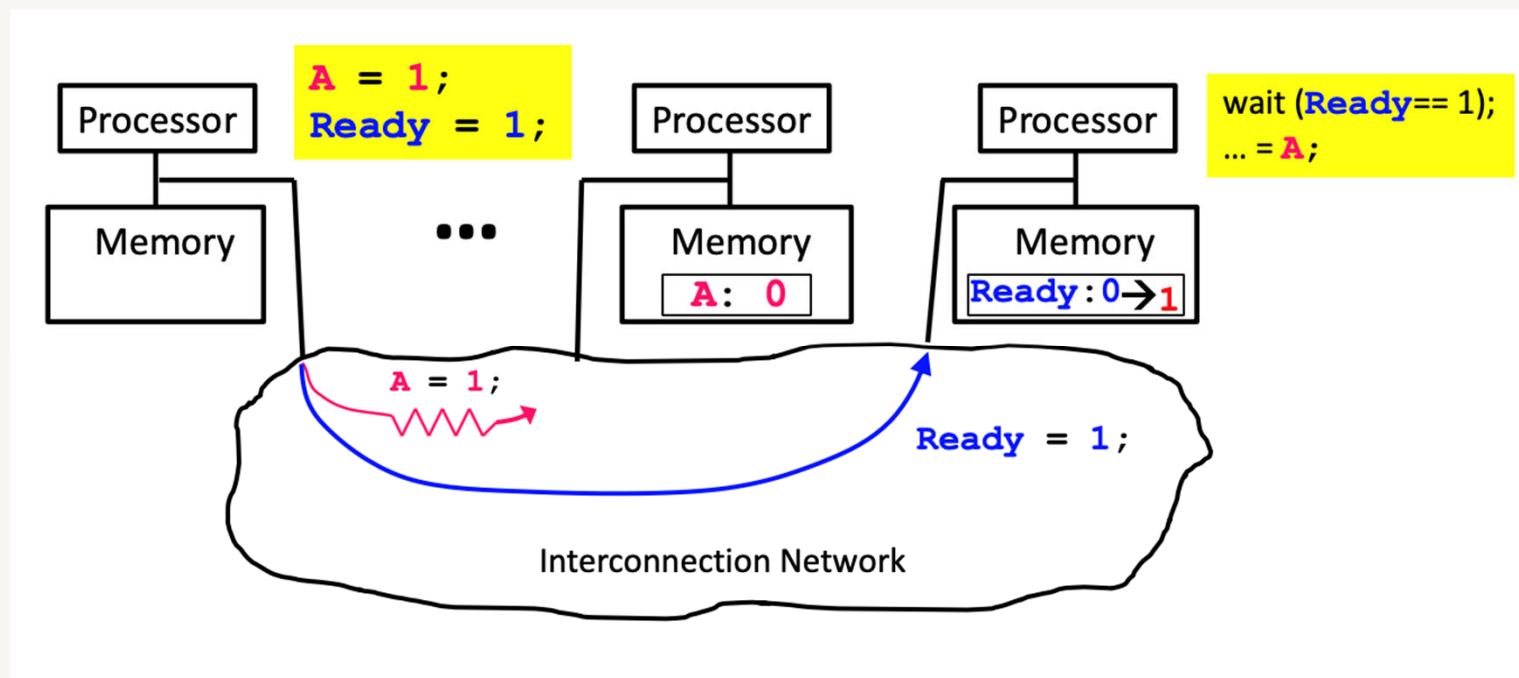 Processor
A = 1;
Ready = 1;
Processor
Processor
wait (Ready== 1);
... = A;
Memory
...
Memory
A: 0
Memory
Ready:0→1
A = 1;
Ready = 1;
Interconnection Network